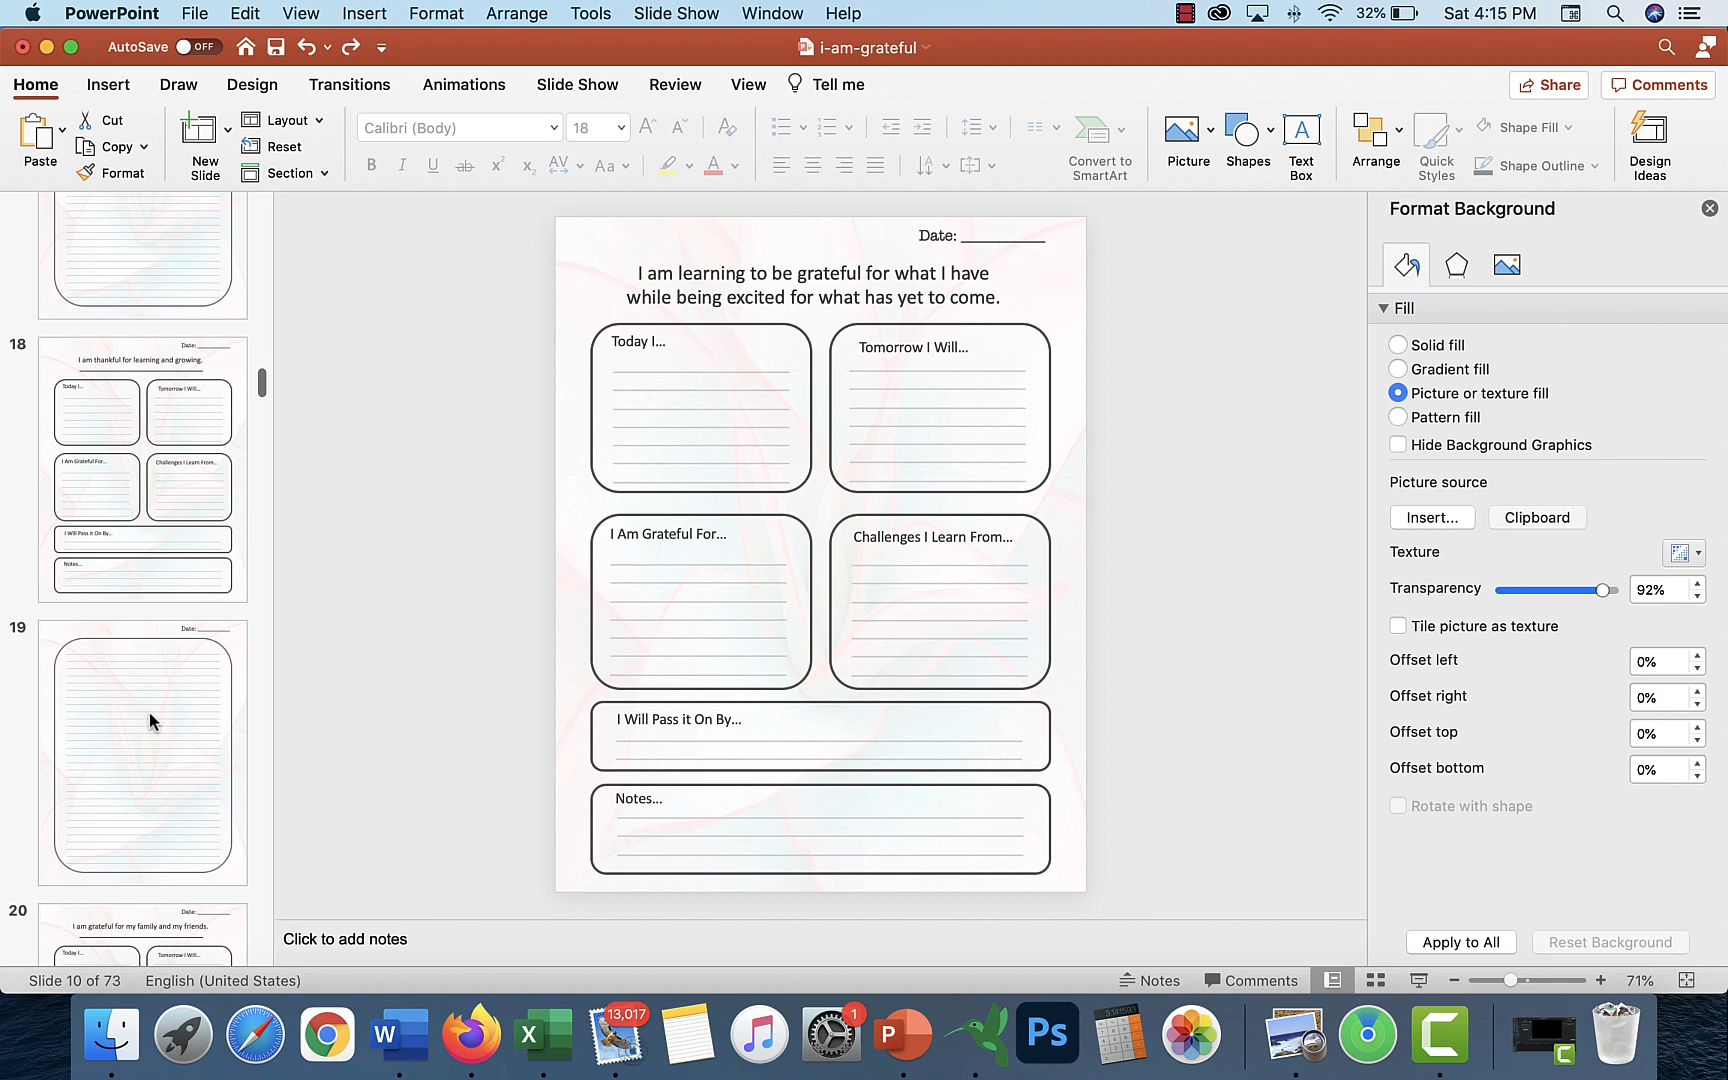 PowerPoint File Edit View Insert Format Arrange Tools Slide Show Window Help 32% Sat 4:15 PM
AutoSave OFF i-am-grateful
Home Insert Draw Design Transitions Animations Slide Show Review View Tell me Share Comments
Paste Cut Copy Format
New Slide Layout Reset Section
Calibri (Body) 18
Convert to SmartArt
Picture Shapes Text Box Arrange Quick Styles Shape Fill Shape Outline Design Ideas
18
Date:
I am thankful for learning and growing.
Today I... Tomorrow I Will...
I Am Grateful For... Challenges I Learn From...
I Will Pass it On By...
Notes...
19
Date:
20
Date:
I am grateful for my family and my friends.
Today I... Tomorrow I Will...
Date: ___________
I am learning to be grateful for what I have
while being excited for what has yet to come.
Today I... Tomorrow I Will...
I Am Grateful For... Challenges I Learn From...
I Will Pass it On By...
Notes...
Click to add notes
Format Background
Fill
Solid fill
Gradient fill
Picture or texture fill
Pattern fill
Hide Background Graphics
Picture source
Insert... Clipboard
Texture
Transparency 92%
Tile picture as texture
Offset left 0%
Offset right 0%
Offset top 0%
Offset bottom 0%
Rotate with shape
Apply to All Reset Background
Slide 10 of 73 English (United States) Notes Comments 71%
W X 13,017 1 P Ps C